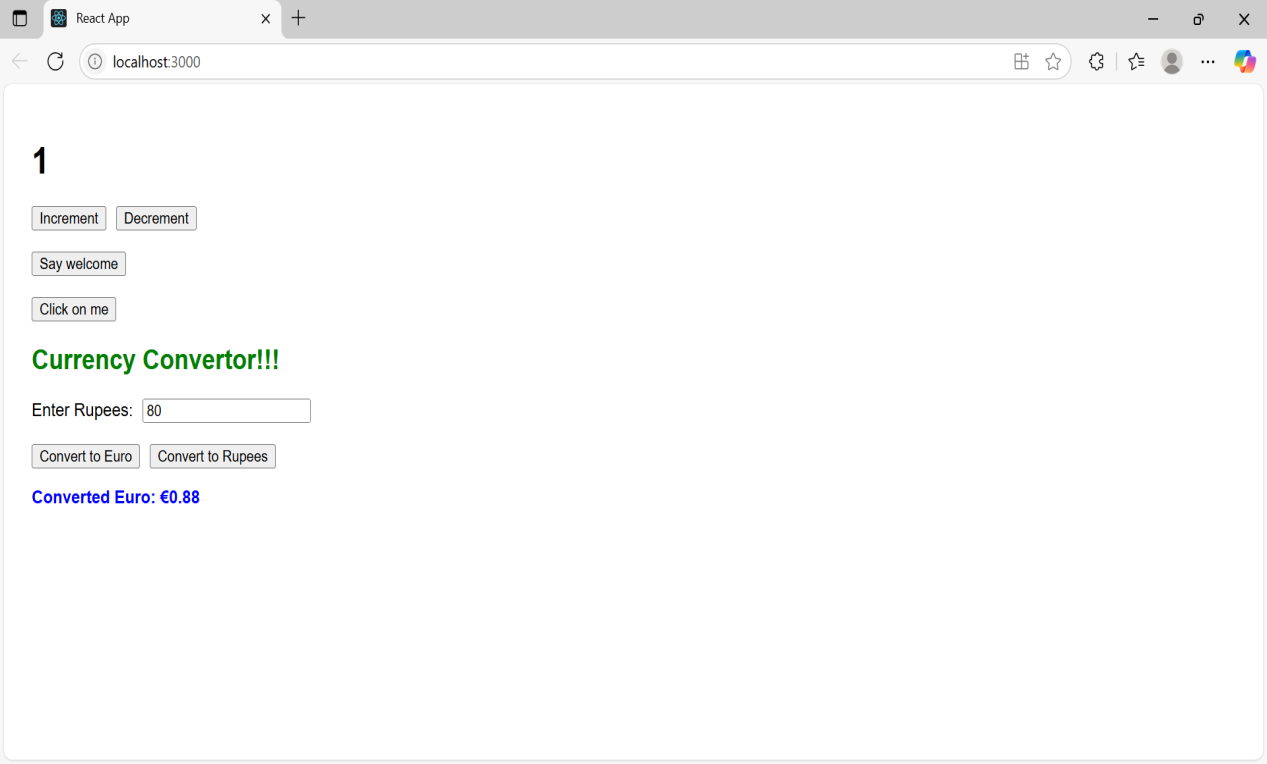 React App
localhost:3000
1
Increment Decrement
Say welcome
Click on me
Currency Convertor!!!
Enter Rupees: 80
Convert to Euro Convert to Rupees
Converted Euro: €0.88